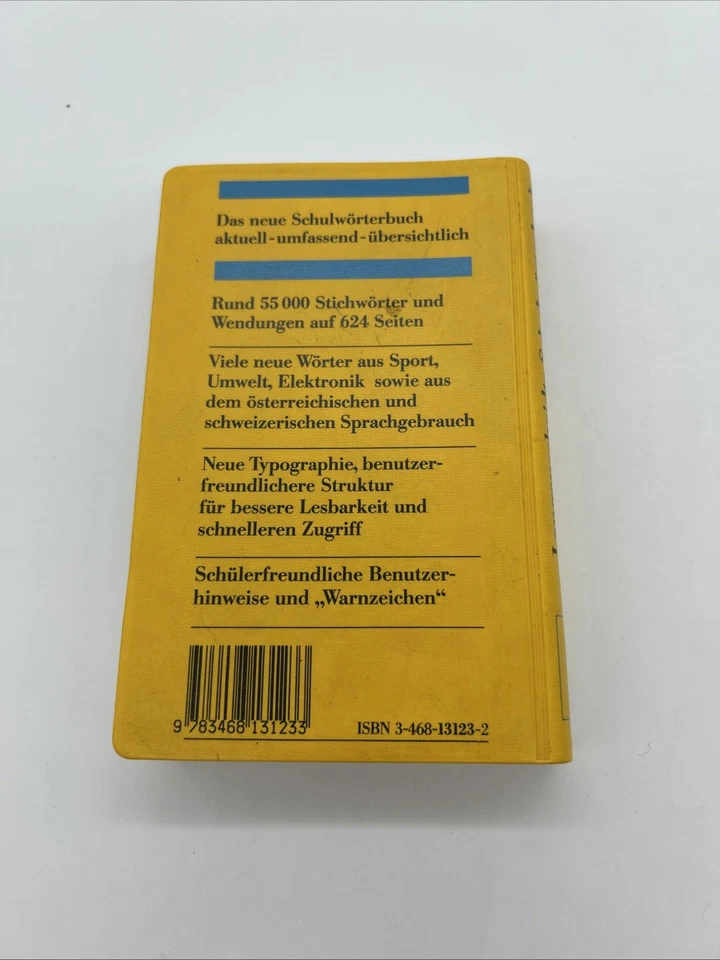 Das neue Schulwörterbuch
aktuell-umfassend-übersichtlich
Rund 55 000 Stichwörter und
Wendungen auf 624 Seiten
Viele neue Wörter aus Sport,
Umwelt, Elektronik sowie aus
dem österreichischen und
schweizerischen Sprachgebrauch
Neue Typographie, benutzer-
freundlichere Struktur
für bessere Lesbarkeit und
schnelleren Zugriff
Schülerfreundliche Benutzer-
hinweise und „Warnzeichen“
9 783468 131233
ISBN 3-468-13123-2